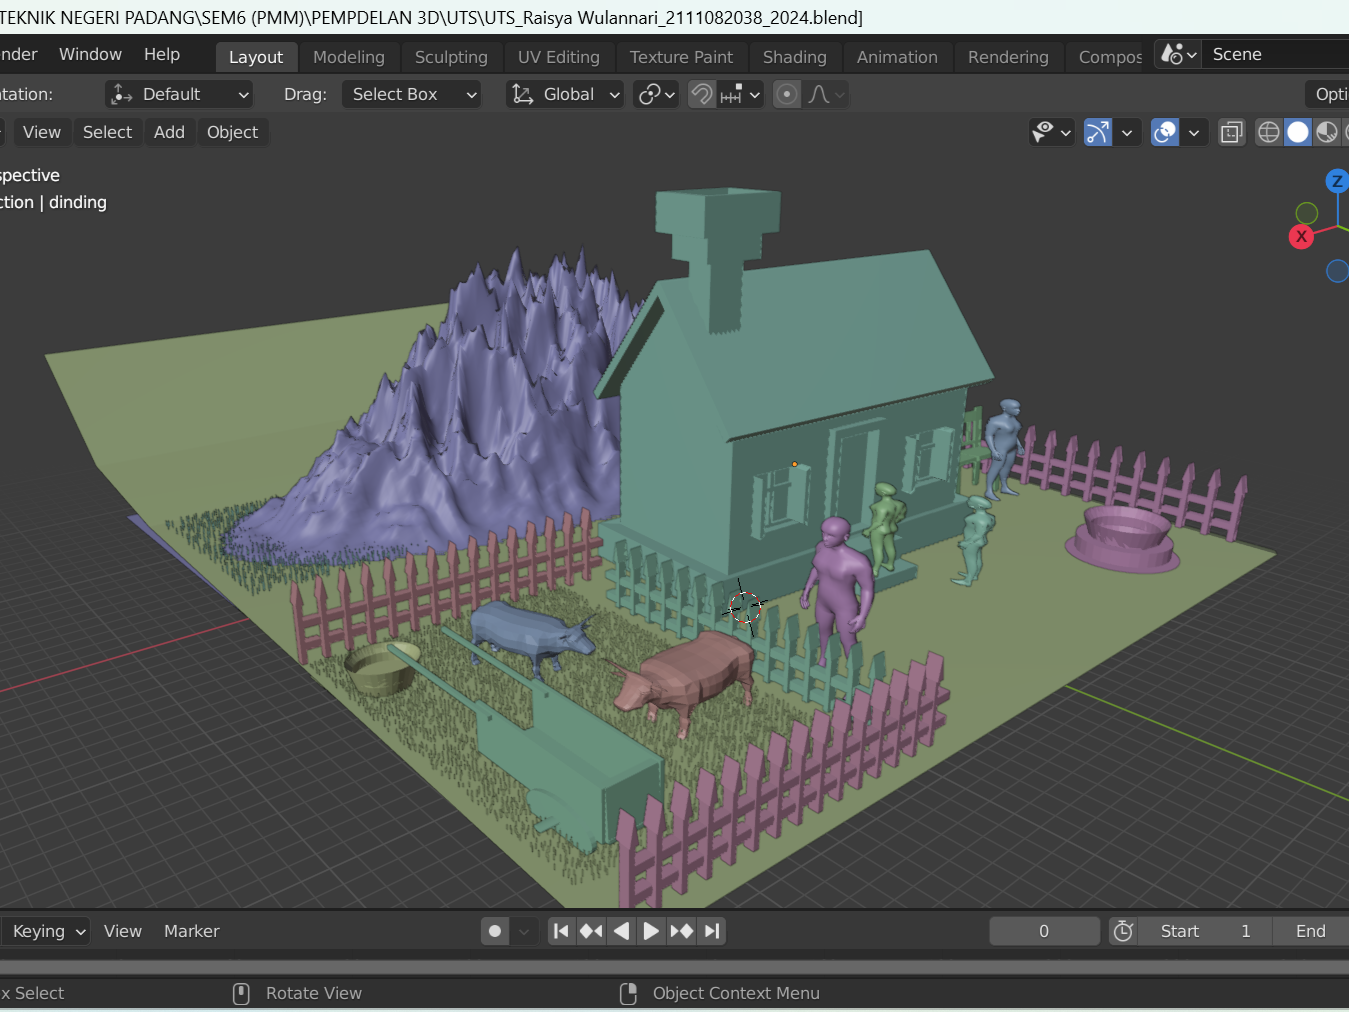 TEKNIK NEGERI PADANG\SEM6 (PMM)\PEMPDELAN 3D\UTS\UTS_Raisya Wulannari_2111082038_2024.blend]
nder Window Help Layout Modeling Sculpting UV Editing Texture Paint Shading Animation Rendering Compos Scene
ntation: Default Drag: Select Box Global Opti
View Select Add Object
spective
ction | dinding
Z
X
Keying View Marker 0 Start 1 End
x Select Rotate View Object Context Menu